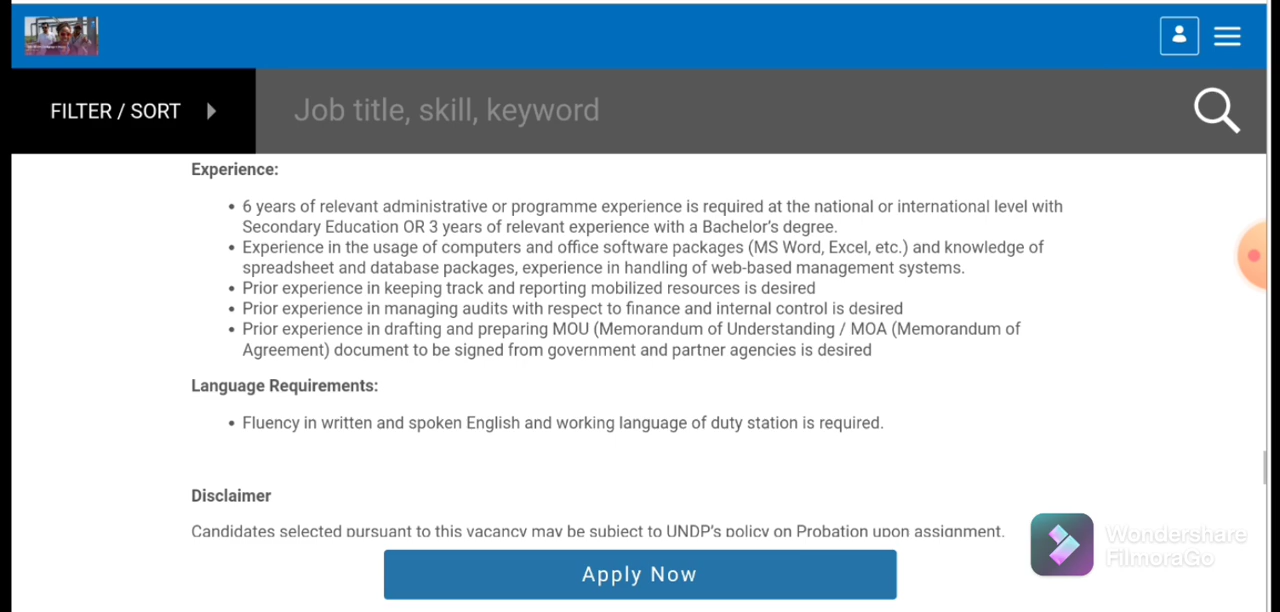 FILTER / SORT
Job title, skill, keyword
Experience:
• 6 years of relevant administrative or programme experience is required at the national or international level with
Secondary Education OR 3 years of relevant experience with a Bachelor's degree.
• Experience in the usage of computers and office software packages (MS Word, Excel, etc.) and knowledge of
spreadsheet and database packages, experience in handling of web-based management systems.
• Prior experience in keeping track and reporting mobilized resources is desired
• Prior experience in managing audits with respect to finance and internal control is desired
• Prior experience in drafting and preparing MOU (Memorandum of Understanding / MOA (Memorandum of
Agreement) document to be signed from government and partner agencies is desired
Language Requirements:
• Fluency in written and spoken English and working language of duty station is required.
Disclaimer
Candidates selected pursuant to this vacancy may be subject to UNDP's policy on Probation upon assignment.
Apply Now
Wondershare
FilmoraGo